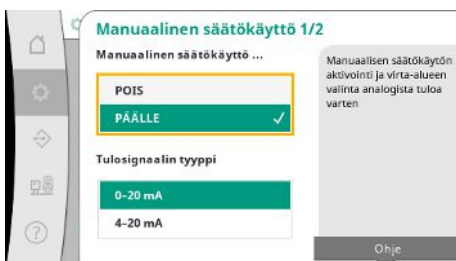 Manuaalinen säätökäyttö 1/2
Manuaalinen säätökäyttö ...
POIS
PÄÄLLE
Tulosignaalin tyyppi
0–20 mA
4–20 mA
Manuaalisen säätökäytön
aktivointi ja virta-alueen
valinta analogista tuloa
varten
Ohje